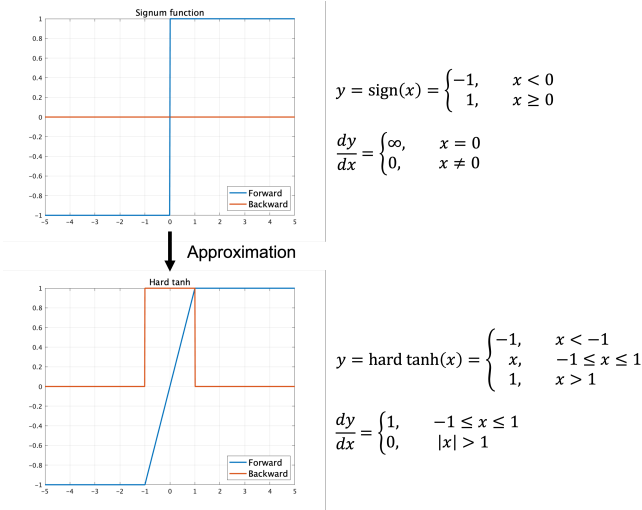 Signum function
1
0.8
0.6
0.4
0.2
0
-0.2
-0.4
-0.6
-0.8
-1
-5 -4 -3 -2 -1 0 1 2 3 4 5
Forward
Backward
y = sign(x) = {−1, x < 0
1, x ≥ 0
dy/dx = {∞, x = 0
0, x ≠ 0
Approximation
Hard tanh
1
0.8
0.6
0.4
0.2
0
-0.2
-0.4
-0.6
-0.8
-1
-5 -4 -3 -2 -1 0 1 2 3 4 5
Forward
Backward
y = hard tanh(x) = {−1, x < −1
x, −1 ≤ x ≤ 1
1, x > 1
dy/dx = {1, −1 ≤ x ≤ 1
0, |x| > 1